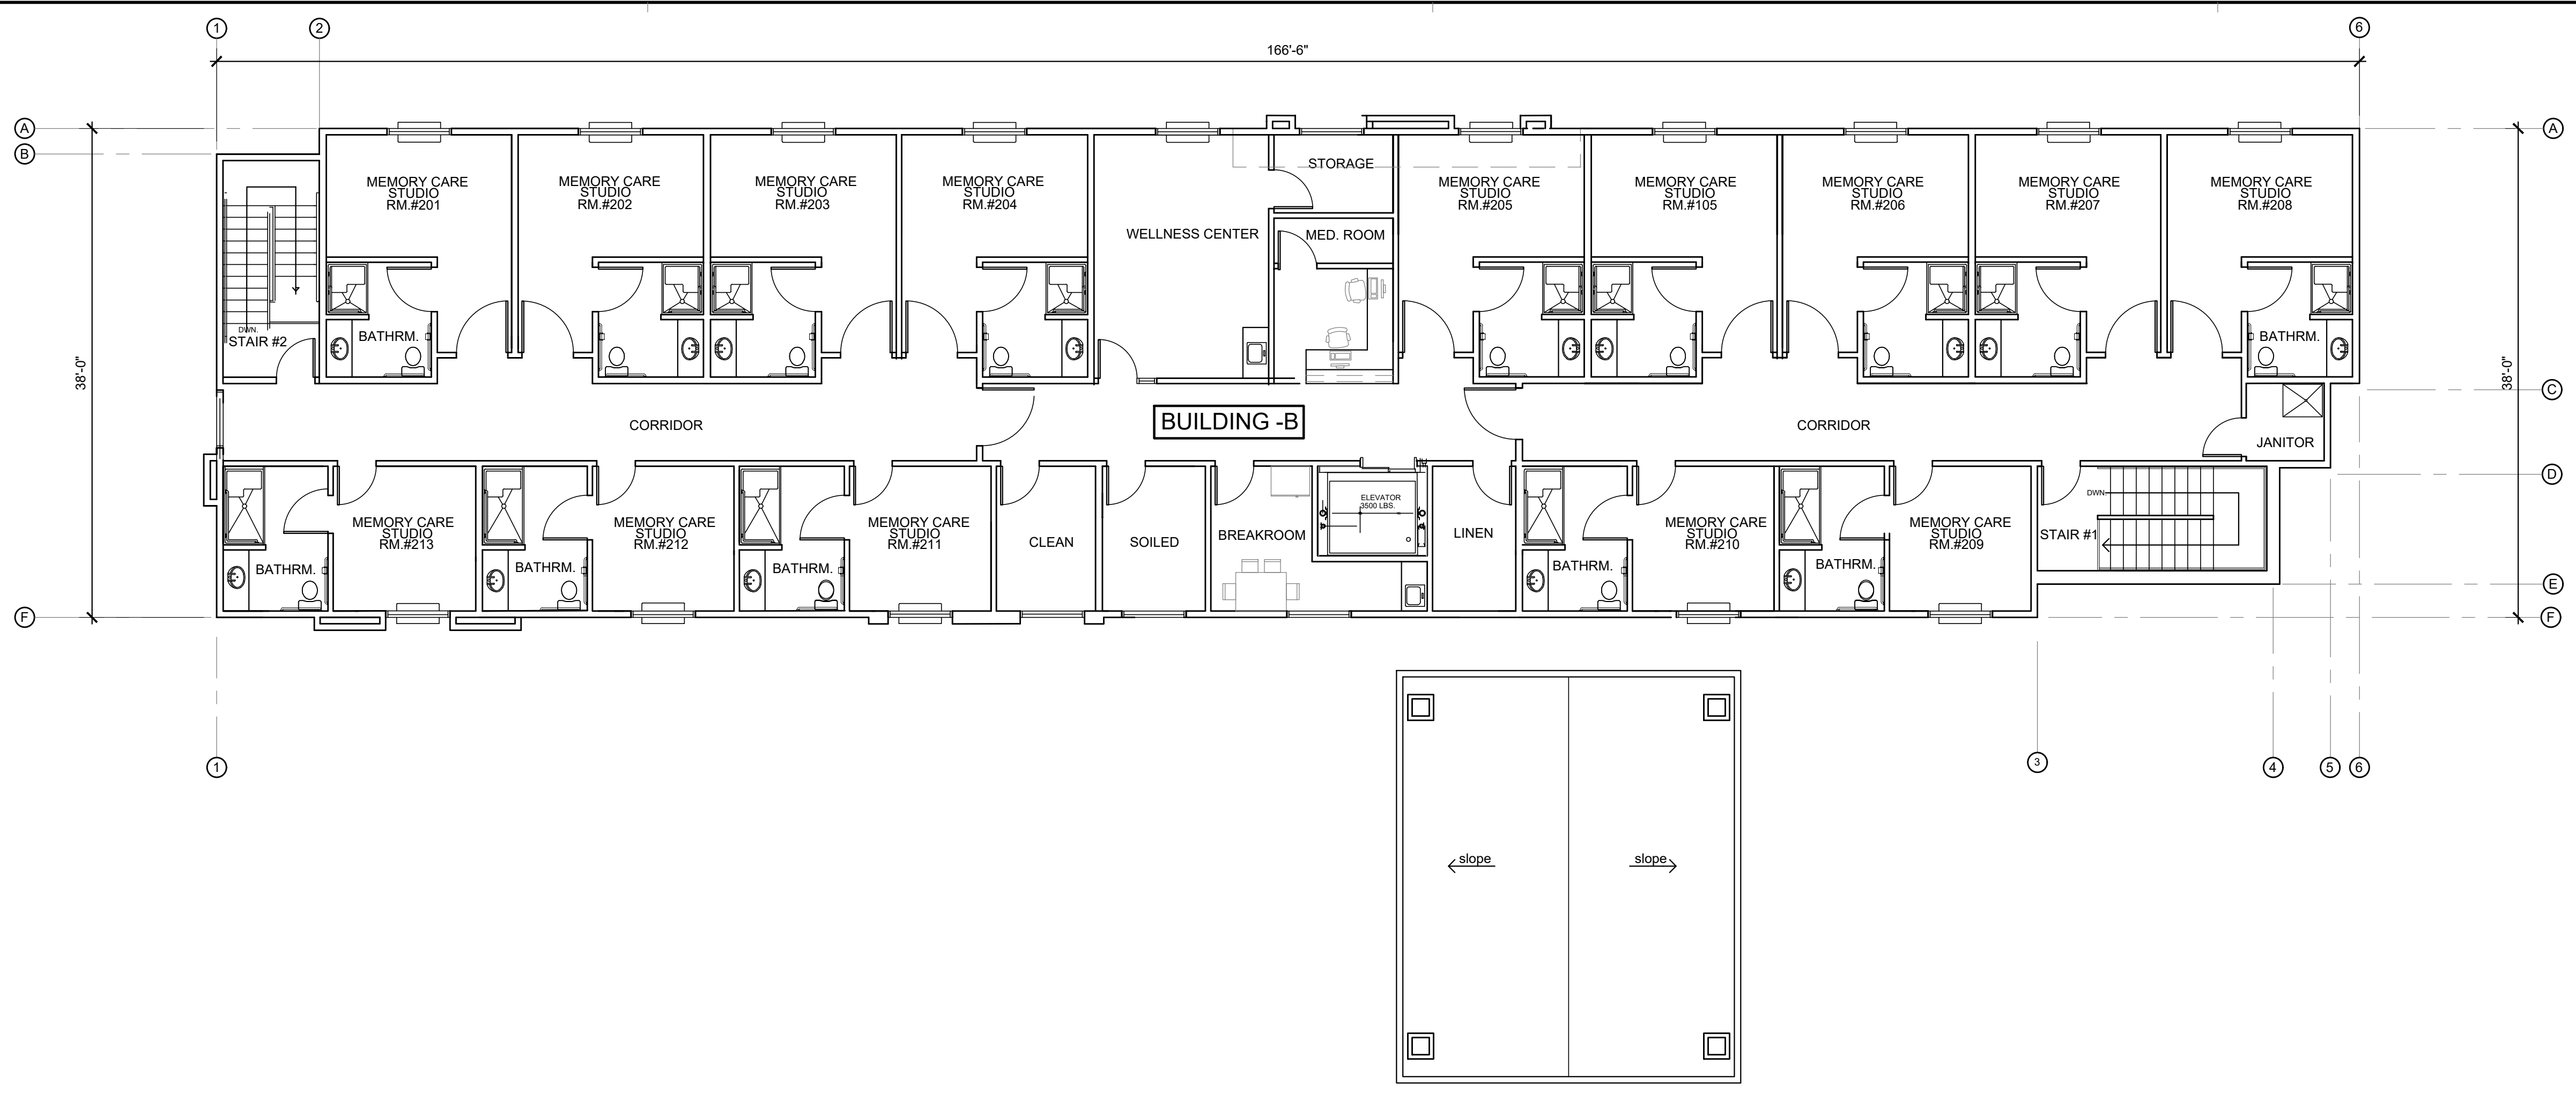 1
2
6
166'-6"
A
A
B
MEMORY CARE
STUDIO
RM.#201
MEMORY CARE
STUDIO
RM.#202
MEMORY CARE
STUDIO
RM.#203
MEMORY CARE
STUDIO
RM.#204
WELLNESS CENTER
STORAGE
MED. ROOM
MEMORY CARE
STUDIO
RM.#205
MEMORY CARE
STUDIO
RM.#105
MEMORY CARE
STUDIO
RM.#206
MEMORY CARE
STUDIO
RM.#207
MEMORY CARE
STUDIO
RM.#208
DWN.
STAIR #2
BATHRM.
BATHRM.
38'-0"
38'-0"
C
CORRIDOR
BUILDING -B
CORRIDOR
JANITOR
D
MEMORY CARE
STUDIO
RM.#213
BATHRM.
MEMORY CARE
STUDIO
RM.#212
BATHRM.
MEMORY CARE
STUDIO
RM.#211
BATHRM.
CLEAN
SOILED
BREAKROOM
ELEVATOR
3500 LBS.
LINEN
MEMORY CARE
STUDIO
RM.#210
BATHRM.
MEMORY CARE
STUDIO
RM.#209
BATHRM.
DWN
STAIR #1
E
F
F
slope
slope
1
3
4
5
6